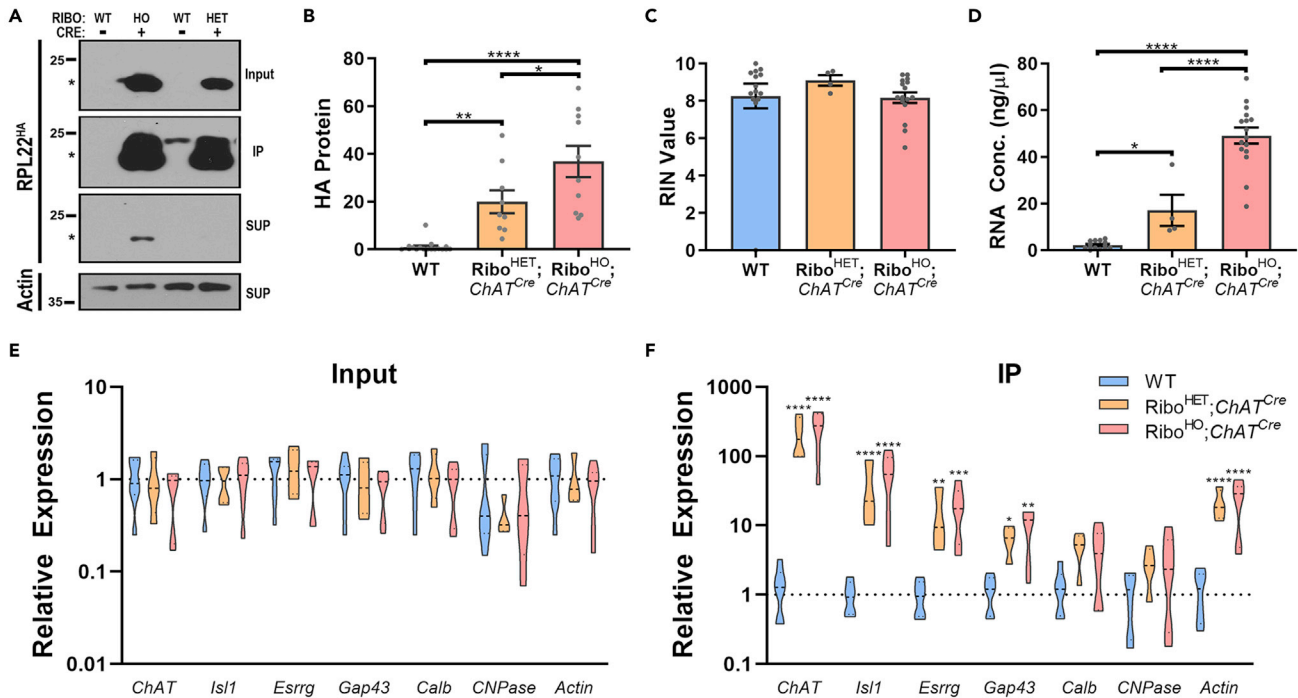 A
RIBO: WT HO WT HET
CRE: - + - +
RPL22HA
25
*
Input
25
*
IP
25
*
SUP
Actin
35
SUP
B
HA Protein
80
60
40
20
0
****
*
**
WT
RiboHET; RiboHO;
ChATCre ChATCre
C
RIN Value
10
8
6
4
2
0
WT
RiboHET; RiboHO;
ChATCre ChATCre
D
RNA Conc. (ng/μl)
80
60
40
20
0
****
****
*
WT
RiboHET; RiboHO;
ChATCre ChATCre
E
Input
Relative Expression
10
1
0.1
0.01
ChAT Isl1 Esrrg Gap43 Calb CNPase Actin
F
IP
WT
RiboHET;ChATCre
RiboHO;ChATCre
Relative Expression
1000
100
10
1
0.1
**** ****
**** ****
** ***
* **
**** ****
ChAT Isl1 Esrrg Gap43 Calb CNPase Actin